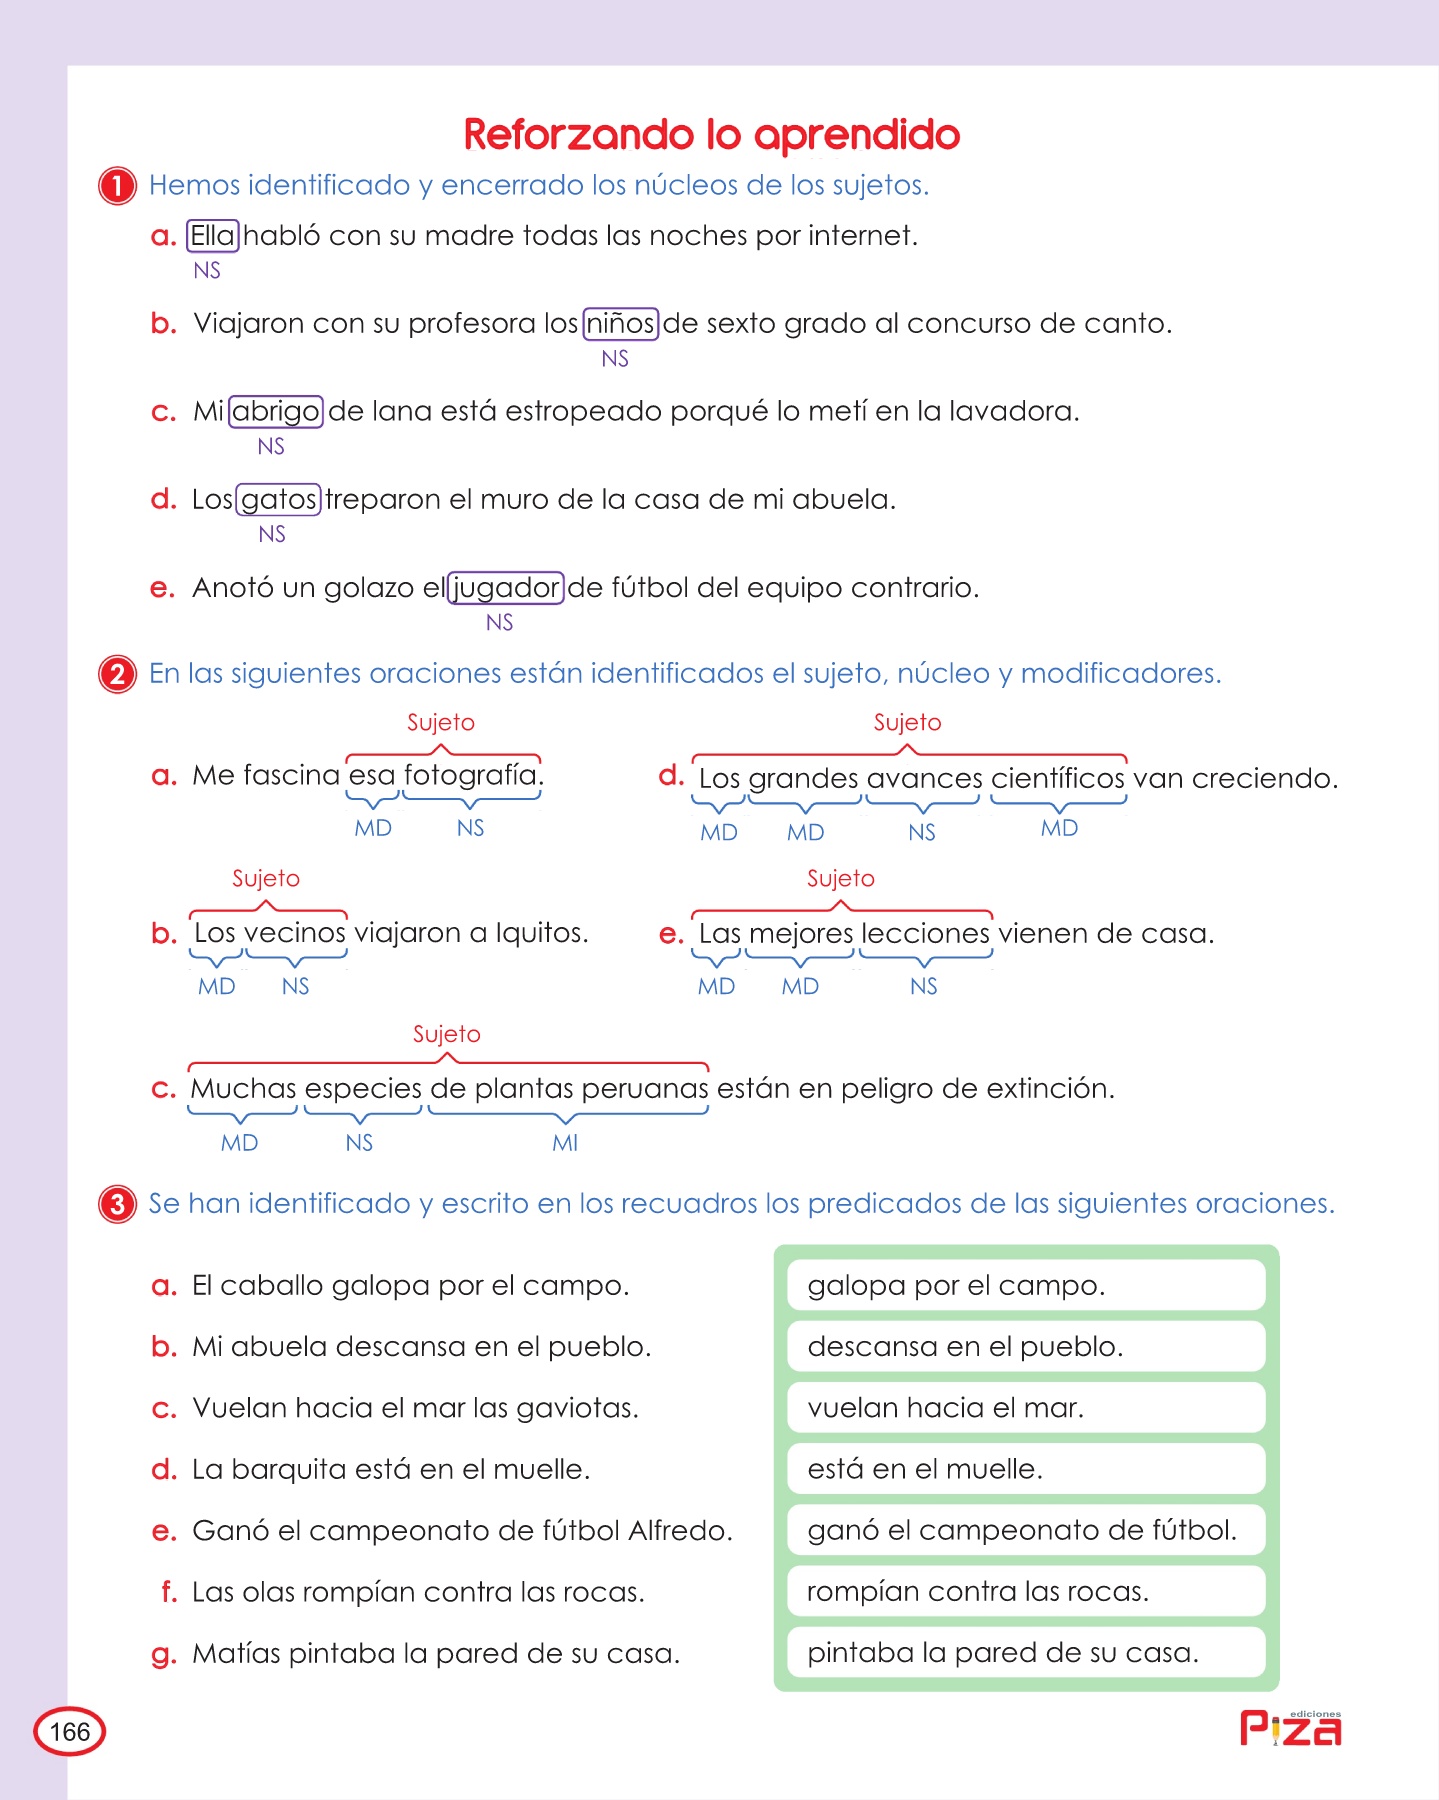 Reforzando lo aprendido
1 Hemos identificado y encerrado los núcleos de los sujetos.
a. Ella habló con su madre todas las noches por internet.
NS
b. Viajaron con su profesora los niños de sexto grado al concurso de canto.
NS
c. Mi abrigo de lana está estropeado porqué lo metí en la lavadora.
NS
d. Los gatos treparon el muro de la casa de mi abuela.
NS
e. Anotó un golazo el jugador de fútbol del equipo contrario.
NS
2 En las siguientes oraciones están identificados el sujeto, núcleo y modificadores.
Sujeto
a. Me fascina esa fotografía.
MD NS
Sujeto
d. Los grandes avances científicos van creciendo.
MD MD NS MD
Sujeto
b. Los vecinos viajaron a Iquitos.
MD NS
Sujeto
e. Las mejores lecciones vienen de casa.
MD MD NS
Sujeto
c. Muchas especies de plantas peruanas están en peligro de extinción.
MD NS MI
3 Se han identificado y escrito en los recuadros los predicados de las siguientes oraciones.
a. El caballo galopa por el campo.
galopa por el campo.
b. Mi abuela descansa en el pueblo.
descansa en el pueblo.
c. Vuelan hacia el mar las gaviotas.
vuelan hacia el mar.
d. La barquita está en el muelle.
está en el muelle.
e. Ganó el campeonato de fútbol Alfredo.
ganó el campeonato de fútbol.
f. Las olas rompían contra las rocas.
rompían contra las rocas.
g. Matías pintaba la pared de su casa.
pintaba la pared de su casa.
166
ediciones
Piza